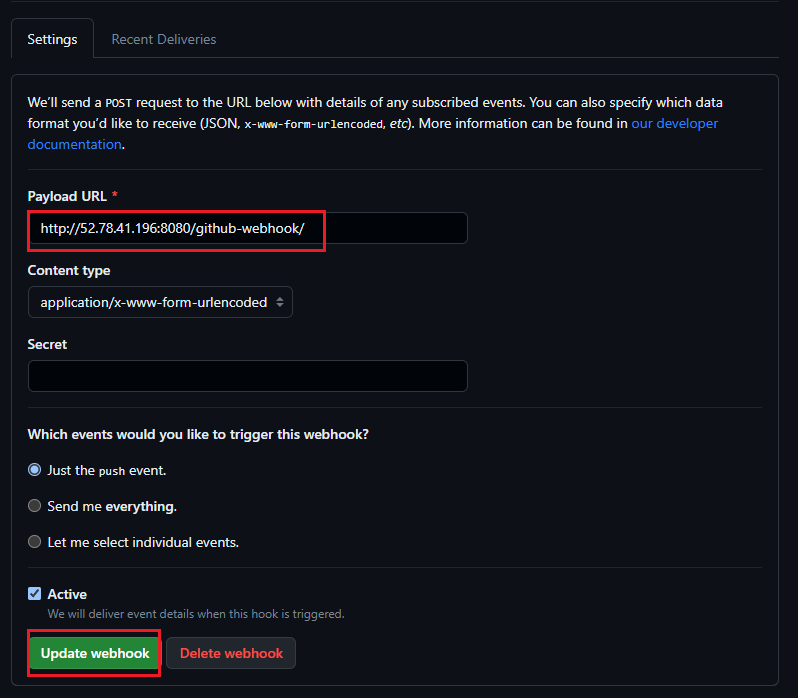 Settings
Recent Deliveries
We'll send a POST request to the URL below with details of any subscribed events. You can also specify which data
format you'd like to receive (JSON, x-www-form-urlencoded, etc). More information can be found in our developer
documentation.
Payload URL *
http://52.78.41.196:8080/github-webhook/
Content type
application/x-www-form-urlencoded
Secret
Which events would you like to trigger this webhook?
Just the push event.
Send me everything.
Let me select individual events.
Active
We will deliver event details when this hook is triggered.
Update webhook
Delete webhook